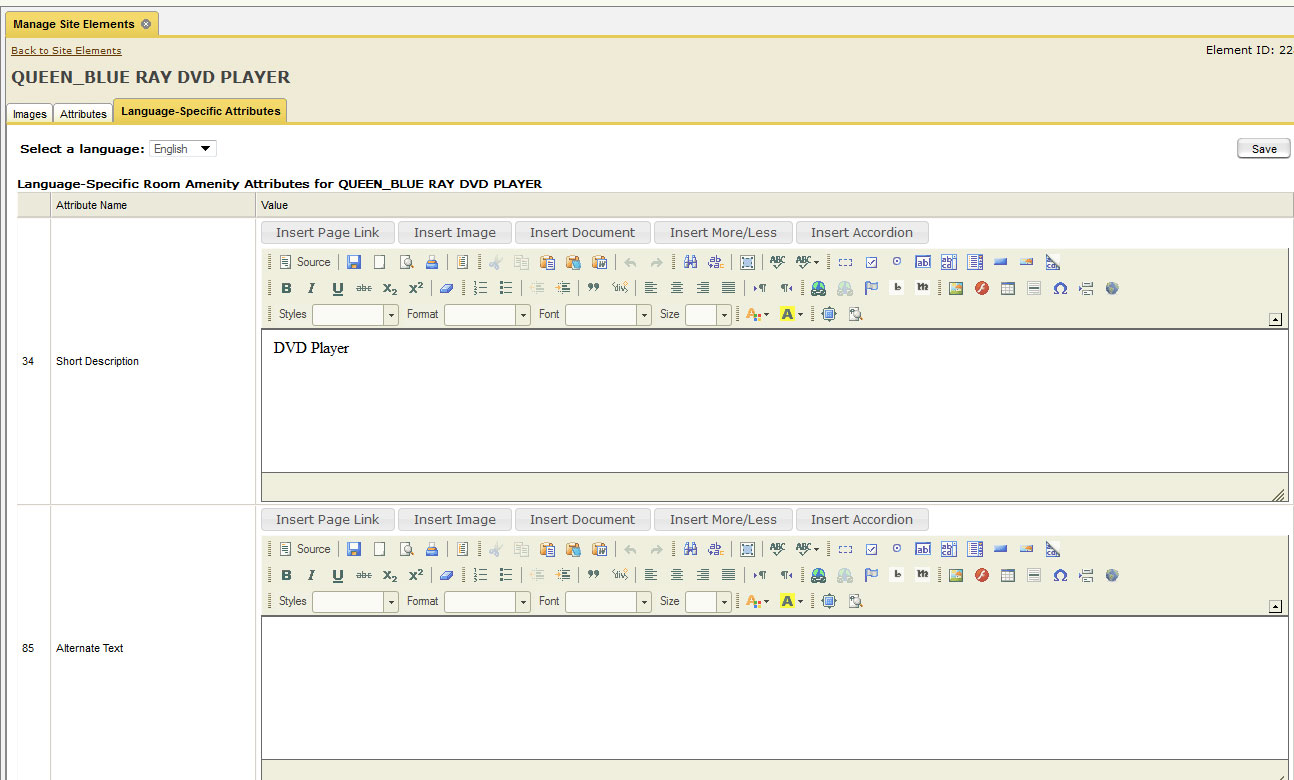 Manage Site Elements
Back to Site Elements
Element ID: 22
QUEEN_BLUE RAY DVD PLAYER
Images Attributes Language-Specific Attributes
Select a language: English
Save
Language-Specific Room Amenity Attributes for QUEEN_BLUE RAY DVD PLAYER
Attribute Name Value
Insert Page Link Insert Image Insert Document Insert More/Less Insert Accordion
Source
Styles Format Font Size
34 Short Description
DVD Player
Insert Page Link Insert Image Insert Document Insert More/Less Insert Accordion
Source
Styles Format Font Size
85 Alternate Text